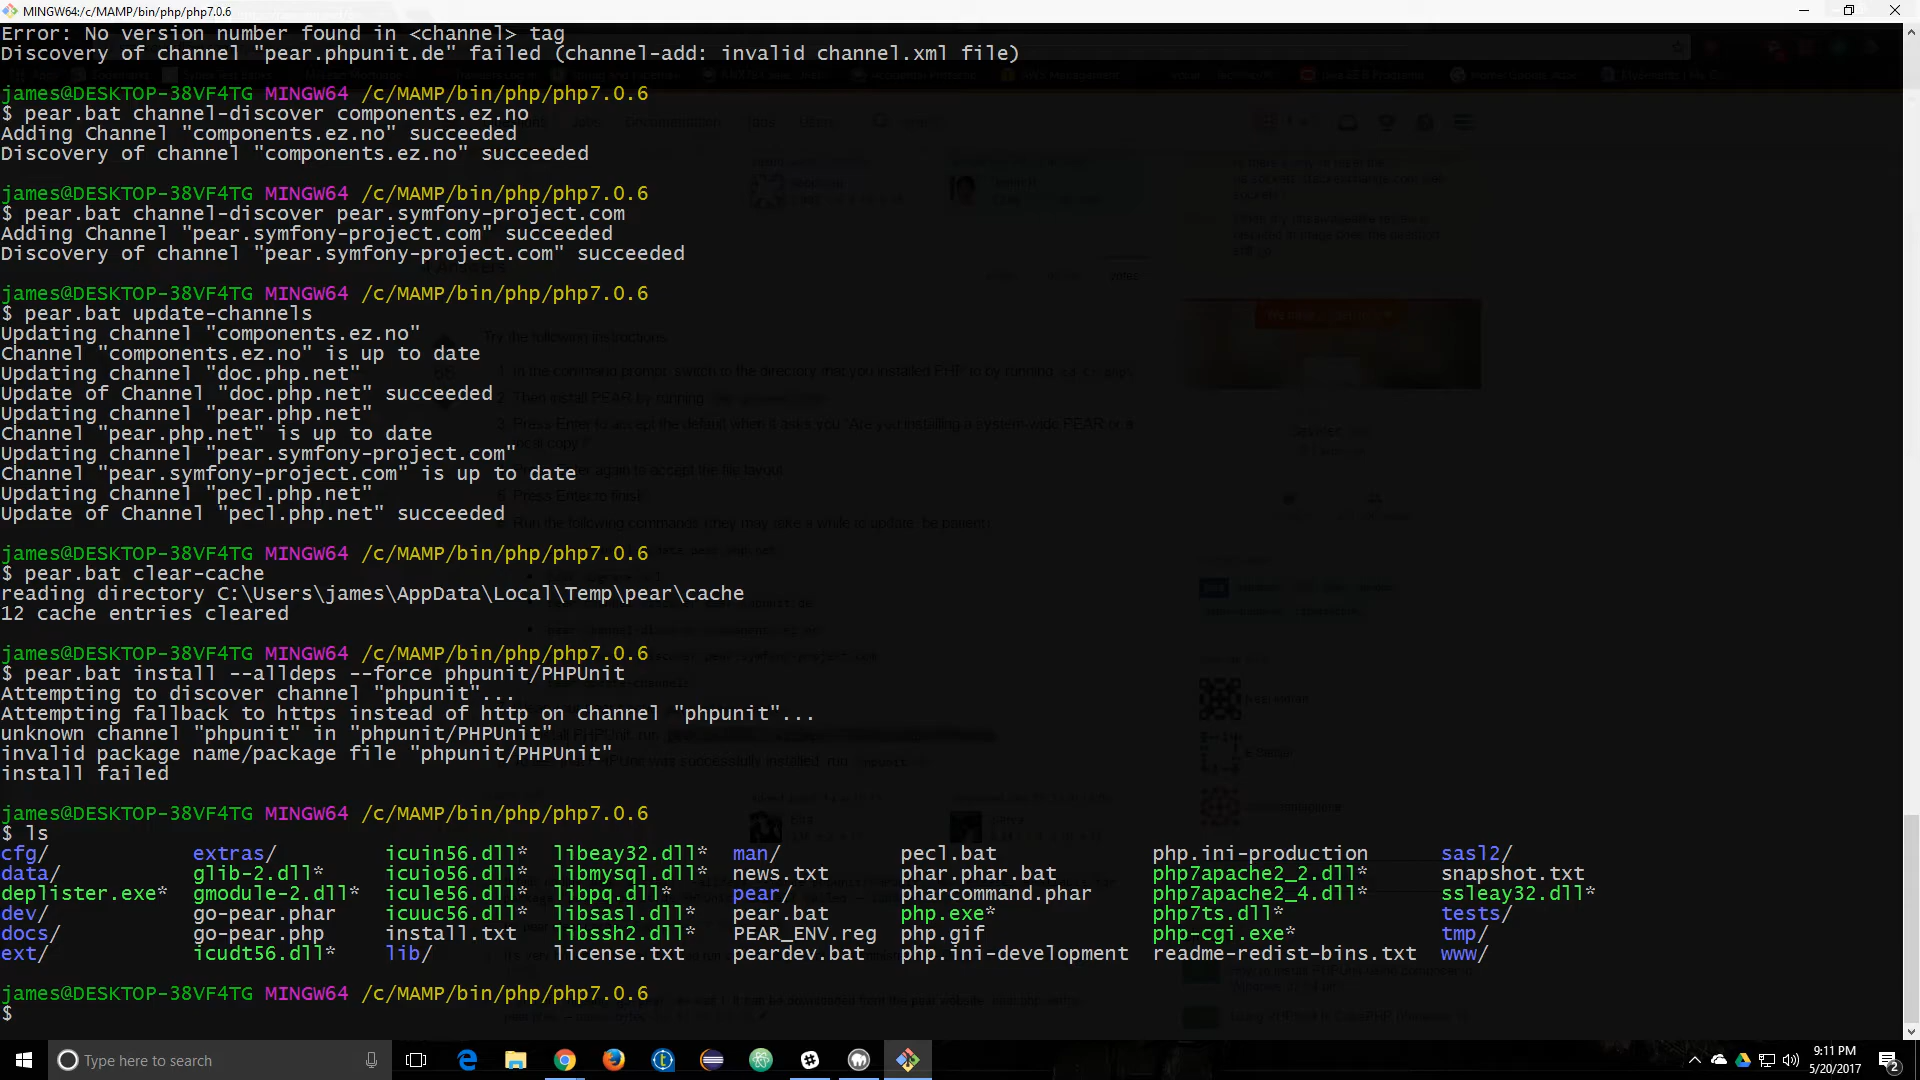 MINGW64:/c/MAMP/bin/php/php7.0.6
Error: No version number found in <channel> tag
Discovery of channel "pear.phpunit.de" failed (channel-add: invalid channel.xml file)
james@DESKTOP-38VF4TG MINGW64 /c/MAMP/bin/php/php7.0.6
$ pear.bat channel-discover components.ez.no
Adding Channel "components.ez.no" succeeded
Discovery of channel "components.ez.no" succeeded
james@DESKTOP-38VF4TG MINGW64 /c/MAMP/bin/php/php7.0.6
$ pear.bat channel-discover pear.symfony-project.com
Adding Channel "pear.symfony-project.com" succeeded
Discovery of channel "pear.symfony-project.com" succeeded
james@DESKTOP-38VF4TG MINGW64 /c/MAMP/bin/php/php7.0.6
$ pear.bat update-channels
Updating channel "components.ez.no"
Channel "components.ez.no" is up to date
Updating channel "doc.php.net"
Update of Channel "doc.php.net" succeeded
Updating channel "pear.php.net"
Channel "pear.php.net" is up to date
Updating channel "pear.symfony-project.com"
Channel "pear.symfony-project.com" is up to date
Updating channel "pecl.php.net"
Update of Channel "pecl.php.net" succeeded
james@DESKTOP-38VF4TG MINGW64 /c/MAMP/bin/php/php7.0.6
$ pear.bat clear-cache
reading directory C:\Users\james\AppData\Local\Temp\pear\cache
12 cache entries cleared
james@DESKTOP-38VF4TG MINGW64 /c/MAMP/bin/php/php7.0.6
$ pear.bat install --alldeps --force phpunit/PHPUnit
Attempting to discover channel "phpunit"...
Attempting fallback to https instead of http on channel "phpunit"...
unknown channel "phpunit" in "phpunit/PHPUnit"
invalid package name/package file "phpunit/PHPUnit"
install failed
james@DESKTOP-38VF4TG MINGW64 /c/MAMP/bin/php/php7.0.6
$ ls
cfg/ extras/ icuin56.dll* libeay32.dll* man/ pecl.bat php.ini-production sasl2/
data/ glib-2.dll* icuio56.dll* libmysql.dll* news.txt phar.phar.bat php7apache2_2.dll* snapshot.txt
deplister.exe* gmodule-2.dll* icule56.dll* libpq.dll* pear/ pharcommand.phar php7apache2_4.dll* ssleay32.dll*
dev/ go-pear.phar icuuc56.dll* libsasl.dll* pear.bat php.exe* php7ts.dll* tests/
docs/ go-pear.php install.txt libssh2.dll* PEAR_ENV.reg php.gif php-cgi.exe* tmp/
ext/ icudt56.dll* lib/ license.txt peardev.bat php.ini-development readme-redist-bins.txt www/
james@DESKTOP-38VF4TG MINGW64 /c/MAMP/bin/php/php7.0.6
$
Type here to search
9:11 PM
5/20/2017
2